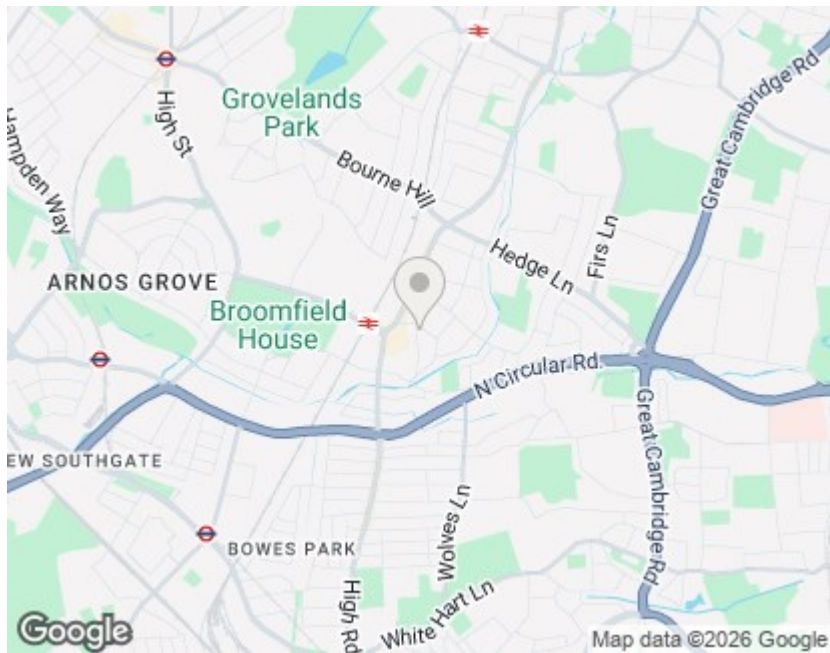 Grovelands
Park
High St
Hampden Way
Great Cambridge Rd
Bourne Hill
Firs Ln
Hedge Ln
ARNOS GROVE
Broomfield
House
N Circular Rd.
Great Cambridge Rd
EW SOUTHGATE
Wolves Ln
BOWES PARK
High Rd
White Hart Ln
Google
Map data ©2026 Google